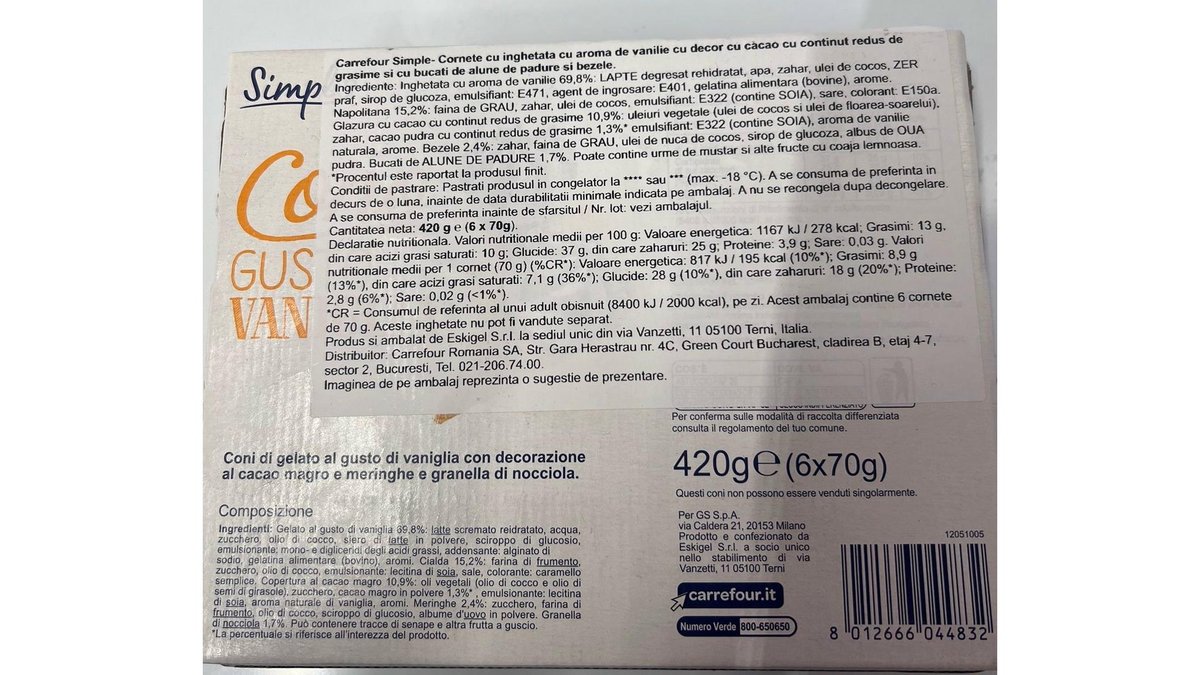 Simp
Carrefour Simple- Cornete cu inghetata cu aroma de vanilie cu decor cu cacao cu continut redus de
grasime si cu bucati de alune de padure si bezele.
Ingrediente: Inghetata cu aroma de vanilie 69,8%: LAPTE degresat rehidratat, apa, zahar, ulei de cocos, ZER
praf, sirop de glucoza, emulsifiant: E471, agent de ingrosare: E401, gelatina alimentara (bovine), arome.
Napolitana 15,2%: faina de GRAU, zahar, ulei de cocos, emulsifiant: E322 (contine SOIA), sare, colorant: E150a.
Glazura cu cacao cu continut redus de grasime 10,9%: uleiuri vegetale (ulei de cocos si ulei de floarea-soarelui),
zahar, cacao pudra cu continut redus de grasime 1,3%* emulsifiant: E322 (contine SOIA), aroma de vanilie
naturala, arome. Bezele 2,4%: zahar, faina de GRAU, ulei de nuca de cocos, sirop de glucoza, albus de OUA
pudra. Bucati de ALUNE DE PADURE 1,7%. Poate contine urme de mustar si alte fructe cu coaja lemnoasa.
*Procentul este raportat la produsul finit.
Conditii de pastrare: Pastrati produsul in congelator la **** sau *** (max. -18 °C). A se consuma de preferinta in
decurs de o luna, inainte de data durabilitatii minimale indicata pe ambalaj. A nu se recongela dupa decongelare.
A se consuma de preferinta inainte de sfarsitul / Nr. lot: vezi ambalajul.
Cantitatea neta: 420 g e (6 x 70g).
Declaratie nutritionala. Valori nutritionale medii per 100 g: Valoare energetica: 1167 kJ / 278 kcal; Grasimi: 13 g,
din care acizi grasi saturati: 10 g; Glucide: 37 g, din care zaharuri: 25 g; Proteine: 3,9 g; Sare: 0,03 g. Valori
nutritionale medii per 1 cornet (70 g) (%CR*): Valoare energetica: 817 kJ / 195 kcal (10%*); Grasimi: 8,9 g
(13%*), din care acizi grasi saturati: 7,1 g (36%*); Glucide: 28 g (10%*), din care zaharuri: 18 g (20%*); Proteine:
2,8 g (6%*); Sare: 0,02 g (<1%*).
*CR = Consumul de referinta al unui adult obisnuit (8400 kJ / 2000 kcal), pe zi. Acest ambalaj contine 6 cornete
de 70 g. Aceste inghetate nu pot fi vandute separat.
Produs si ambalat de Eskigel S.r.l. la sediul unic din via Vanzetti, 11 05100 Terni, Italia.
Distribuitor: Carrefour Romania SA, Str. Gara Herastrau nr. 4C, Green Court Bucharest, cladirea B, etaj 4-7,
sector 2, Bucuresti, Tel. 021-206.74.00.
Imaginea de pe ambalaj reprezinta o sugestie de prezentare.
Co
GUS
VAN
Per conferma sulle modalità di raccolta differenziata
consulta il regolamento del tuo comune.
420g e (6x70g)
Questi coni non possono essere venduti singolarmente.
Coni di gelato al gusto di vaniglia con decorazione
al cacao magro e meringhe e granella di nocciola.
Composizione
Ingredienti: Gelato al gusto di vaniglia 69,8%: latte scremato reidratato, acqua,
zucchero, olio di cocco, siero di latte in polvere, sciroppo di glucosio,
emulsionante: mono- e digliceridi degli acidi grassi, addensante: alginato di
sodio, gelatina alimentare (bovino), aromi. Cialda 15,2%: farina di frumento,
zucchero, olio di cocco, emulsionante: lecitina di soia, sale, colorante: caramello
semplice. Copertura al cacao magro 10,9%: oli vegetali (olio di cocco e olio di
semi di girasole), zucchero, cacao magro in polvere 1,3%* , emulsionante: lecitina
di soia, aroma naturale di vaniglia, aromi. Meringhe 2,4%: zucchero, farina di
frumento, olio di cocco, sciroppo di glucosio, albume d'uovo in polvere. Granella
di nocciola 1,7%. Può contenere tracce di senape e altra frutta a guscio.
*La percentuale si riferisce all'interezza del prodotto.
Per GS S.p.A.
via Caldera 21, 20153 Milano
Prodotto e confezionato da
Eskigel S.r.l. a socio unico
nello stabilimento di via
Vanzetti, 11 05100 Terni
carrefour.it
Numero Verde 800-650650
12051005
8 012666 044832